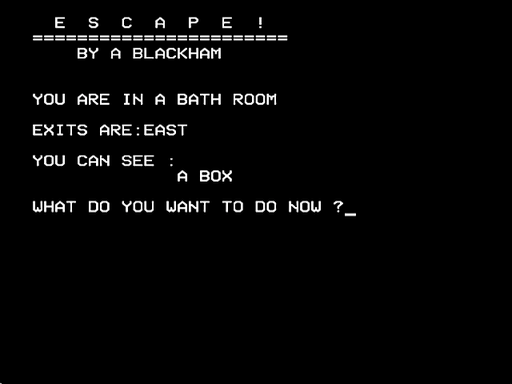 E S C A P E !
=======================
BY A BLACKHAM
YOU ARE IN A BATH ROOM
EXITS ARE:EAST
YOU CAN SEE :
A BOX
WHAT DO YOU WANT TO DO NOW ?_